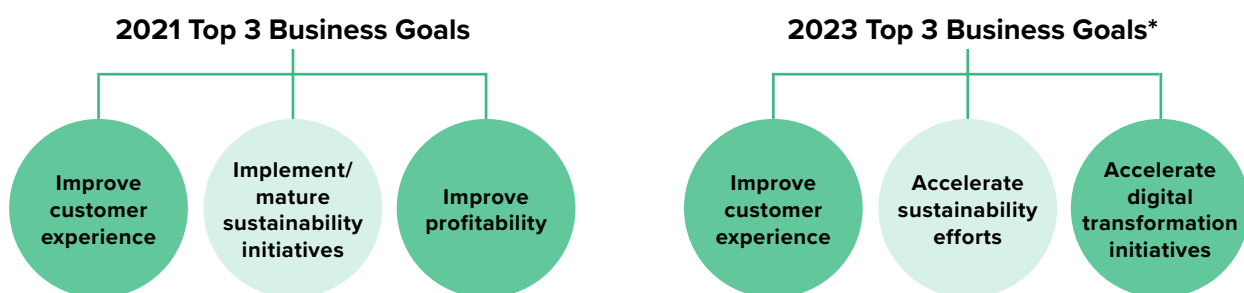 2021 Top 3 Business Goals
Improve
customer
experience
Implement/
mature
sustainability
initiatives
Improve
profitability
2023 Top 3 Business Goals*
Improve
customer
experience
Accelerate
sustainability
efforts
Accelerate
digital
transformation
initiatives